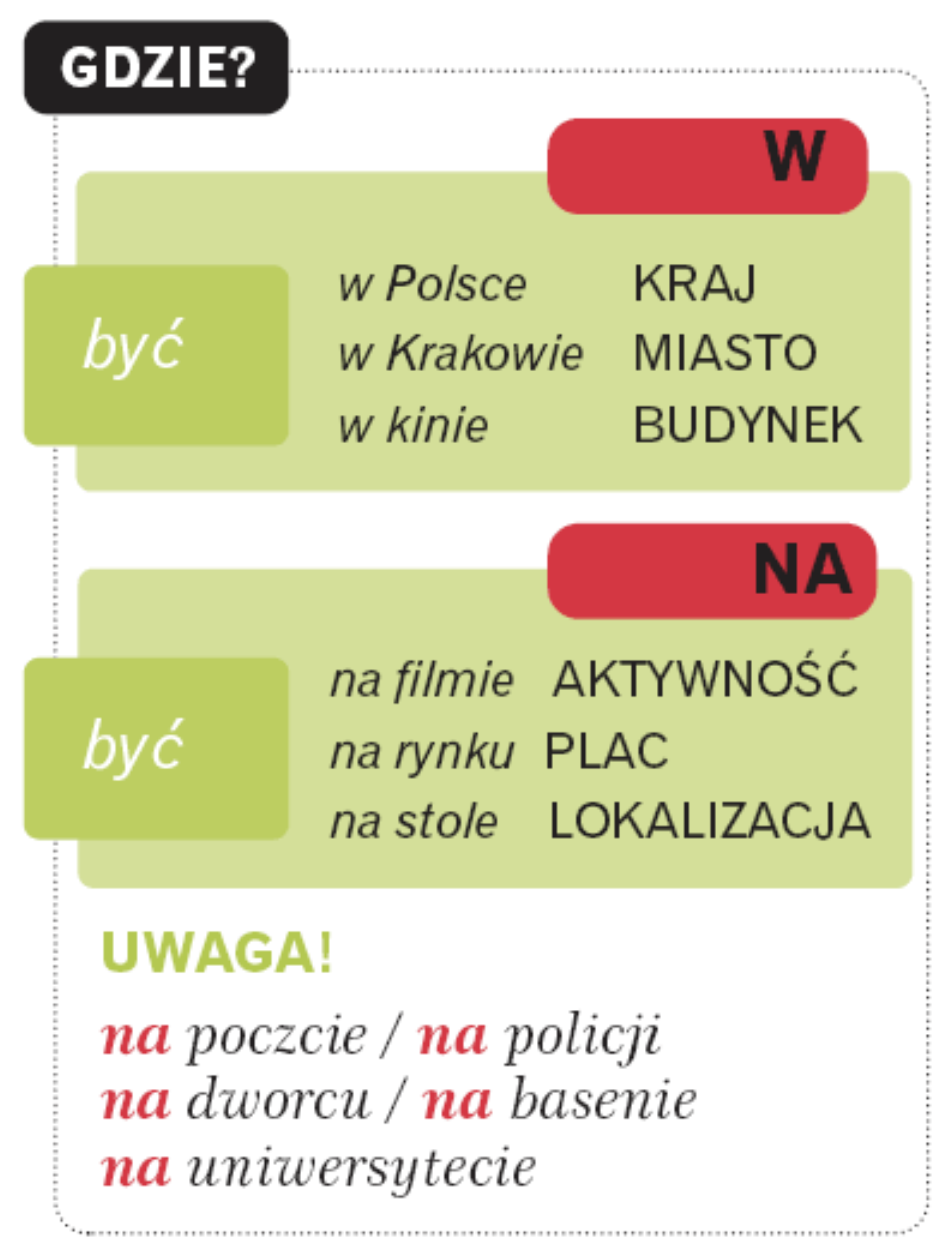 GDZIE?
W
być
w Polsce KRAJ
w Krakowie MIASTO
w kinie BUDYNEK
NA
być
na filmie AKTYWNOŚĆ
na rynku PLAC
na stole LOKALIZACJA
UWAGA!
na poczcie / na policji
na dworcu / na basenie
na uniwersytecie